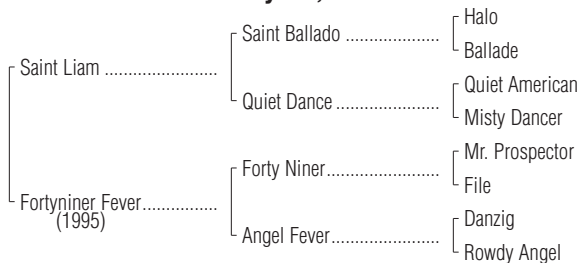 Halo
Saint Ballado ....................
Ballade
Saint Liam ........................
Quiet American
Quiet Dance ......................
Misty Dancer
Mr. Prospector
Forty Niner........................
File
Fortyniner Fever................
(1995)
Danzig
Angel Fever.......................
Rowdy Angel